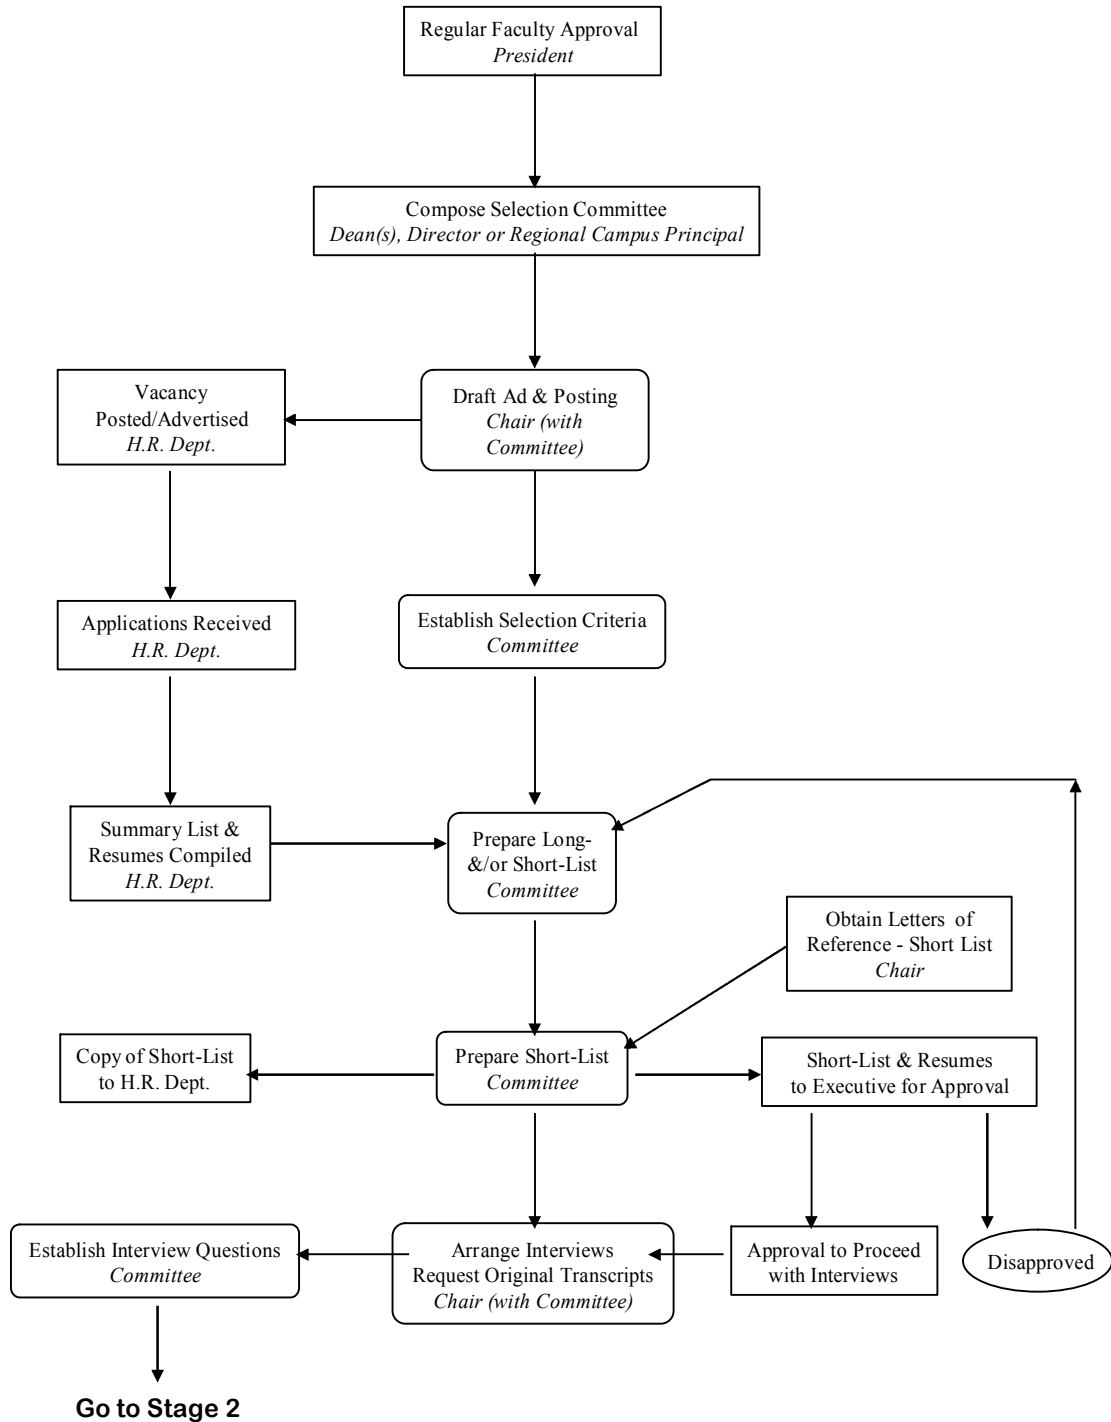 Regular Faculty Approval
President
Compose Selection Committee
Dean(s), Director or Regional Campus Principal
Vacancy
Posted/Advertised
H.R. Dept.
Draft Ad & Posting
Chair (with
Committee)
Applications Received
H.R. Dept.
Establish Selection Criteria
Committee
Summary List &
Resumes Compiled
H.R. Dept.
Prepare Long-
&/or Short-List
Committee
Obtain Letters of
Reference - Short List
Chair
Copy of Short-List
to H.R. Dept.
Prepare Short-List
Committee
Short-List & Resumes
to Executive for Approval
Establish Interview Questions
Committee
Arrange Interviews
Request Original Transcripts
Chair (with Committee)
Approval to Proceed
with Interviews
Disapproved
Go to Stage 2